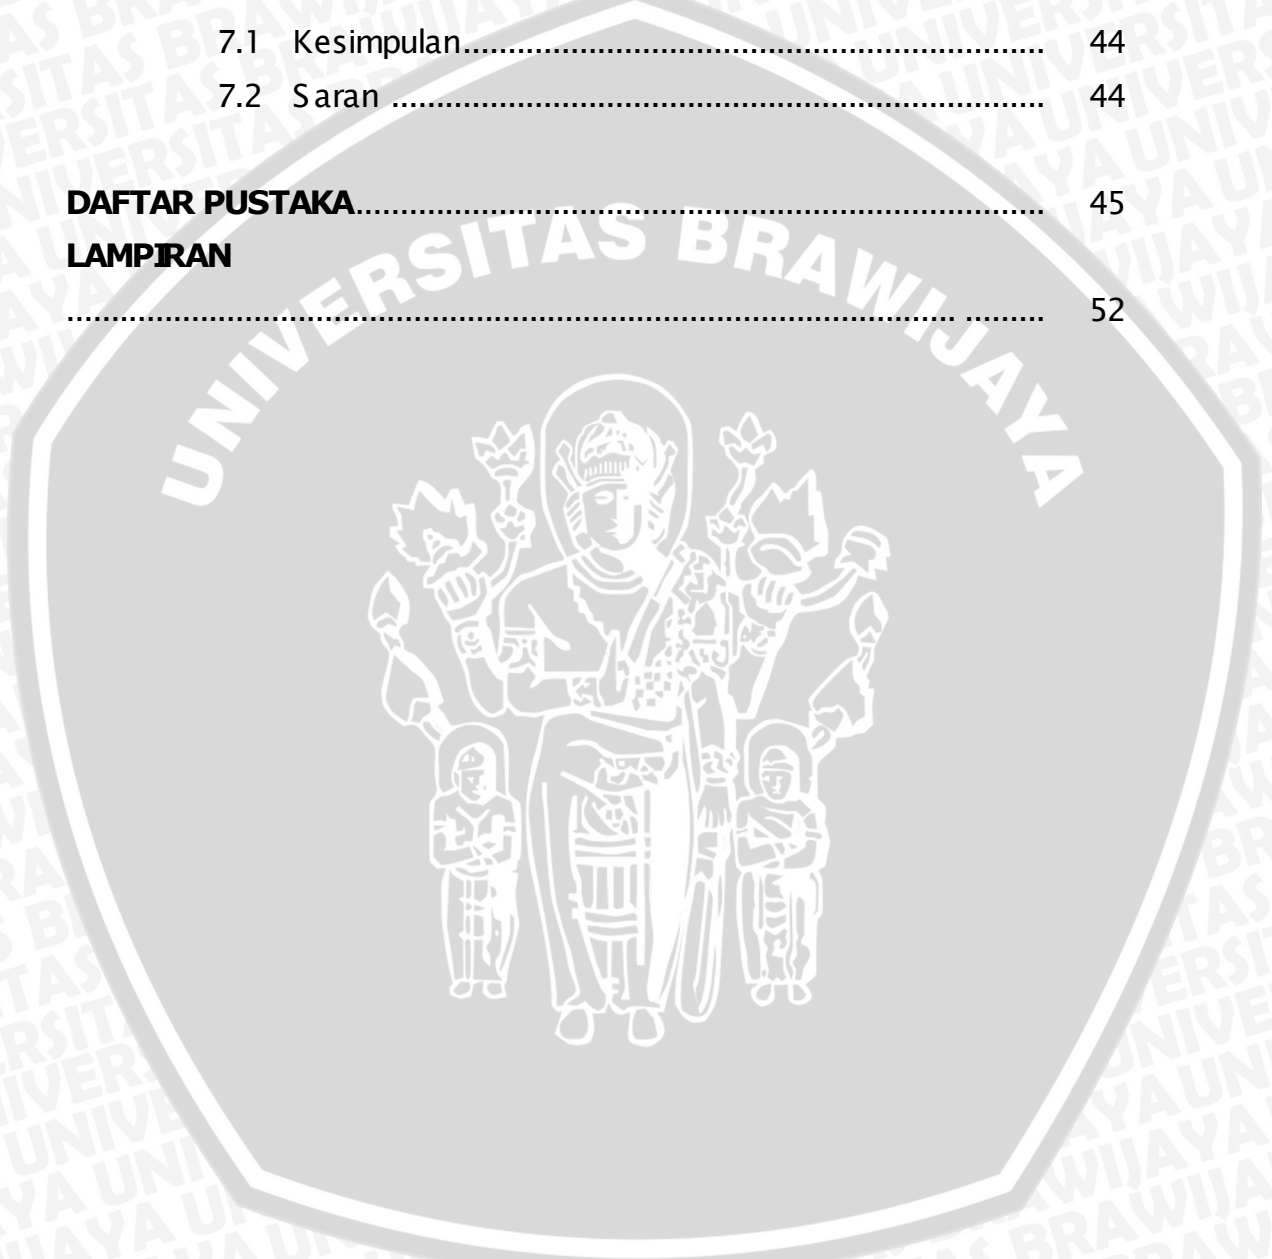 7.1 Kesimpulan................................................................. 44
7.2 Saran ......................................................................... 44
DAFTAR PUSTAKA............................................................................. 45
LAMPIRAN
................................................................................................... ......... 52
UNIVERSITAS BRAWIJAYA